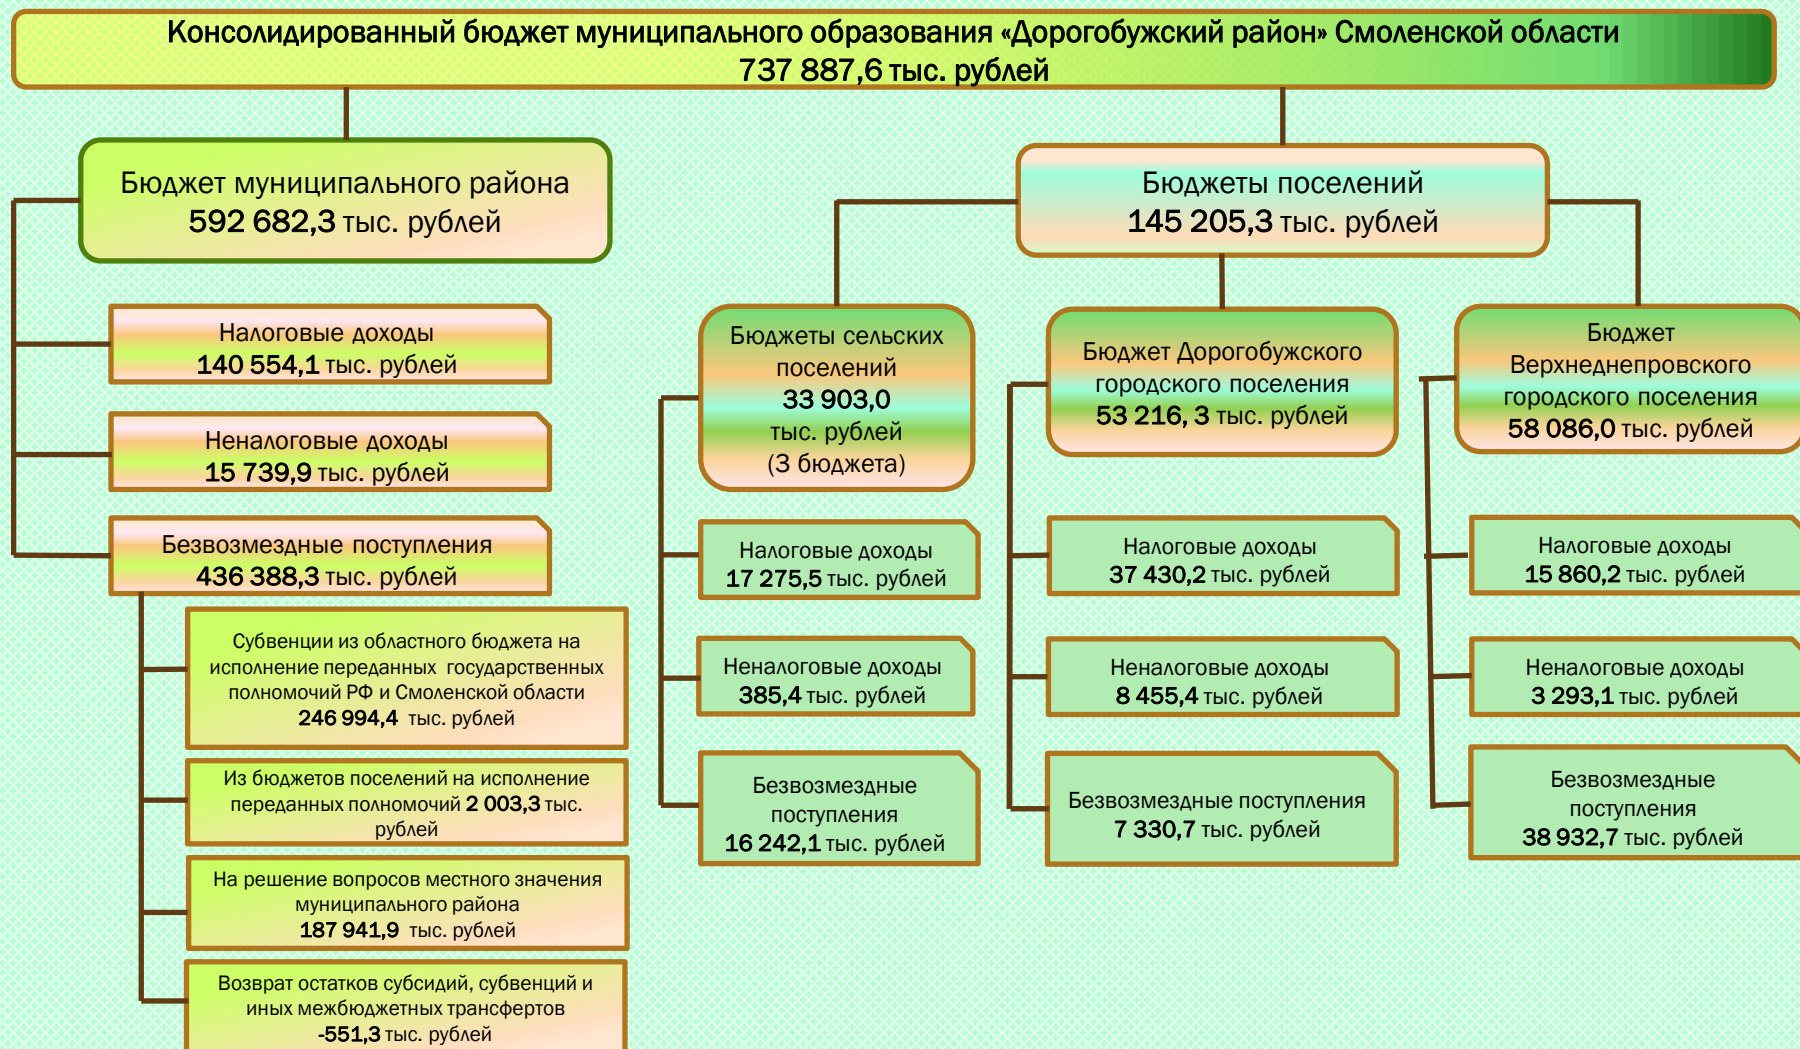 Консолидированный бюджет муниципального образования «Дорогобужский район» Смоленской области
737 887,6 тыс. рублей
Бюджет муниципального района
592 682,3 тыс. рублей
Налоговые доходы
140 554,1 тыс. рублей
Неналоговые доходы
15 739,9 тыс. рублей
Безвозмездные поступления
436 388,3 тыс. рублей
Субвенции из областного бюджета на
исполнение переданных государственных
полномочий РФ и Смоленской области
246 994,4 тыс. рублей
Из бюджетов поселений на исполнение
переданных полномочий 2 003,3 тыс.
рублей
На решение вопросов местного значения
муниципального района
187 941,9 тыс. рублей
Возврат остатков субсидий, субвенций и
иных межбюджетных трансфертов
-551,3 тыс. рублей
Бюджеты поселений
145 205,3 тыс. рублей
Бюджеты сельских
поселений
33 903,0
тыс. рублей
(3 бюджета)
Налоговые доходы
17 275,5 тыс. рублей
Неналоговые доходы
385,4 тыс. рублей
Безвозмездные
поступления
16 242,1 тыс. рублей
Бюджет Дорогобужского
городского поселения
53 216, 3 тыс. рублей
Налоговые доходы
37 430,2 тыс. рублей
Неналоговые доходы
8 455,4 тыс. рублей
Безвозмездные поступления
7 330,7 тыс. рублей
Бюджет
Верхнеднепровского
городского поселения
58 086,0 тыс. рублей
Налоговые доходы
15 860,2 тыс. рублей
Неналоговые доходы
3 293,1 тыс. рублей
Безвозмездные
поступления
38 932,7 тыс. рублей